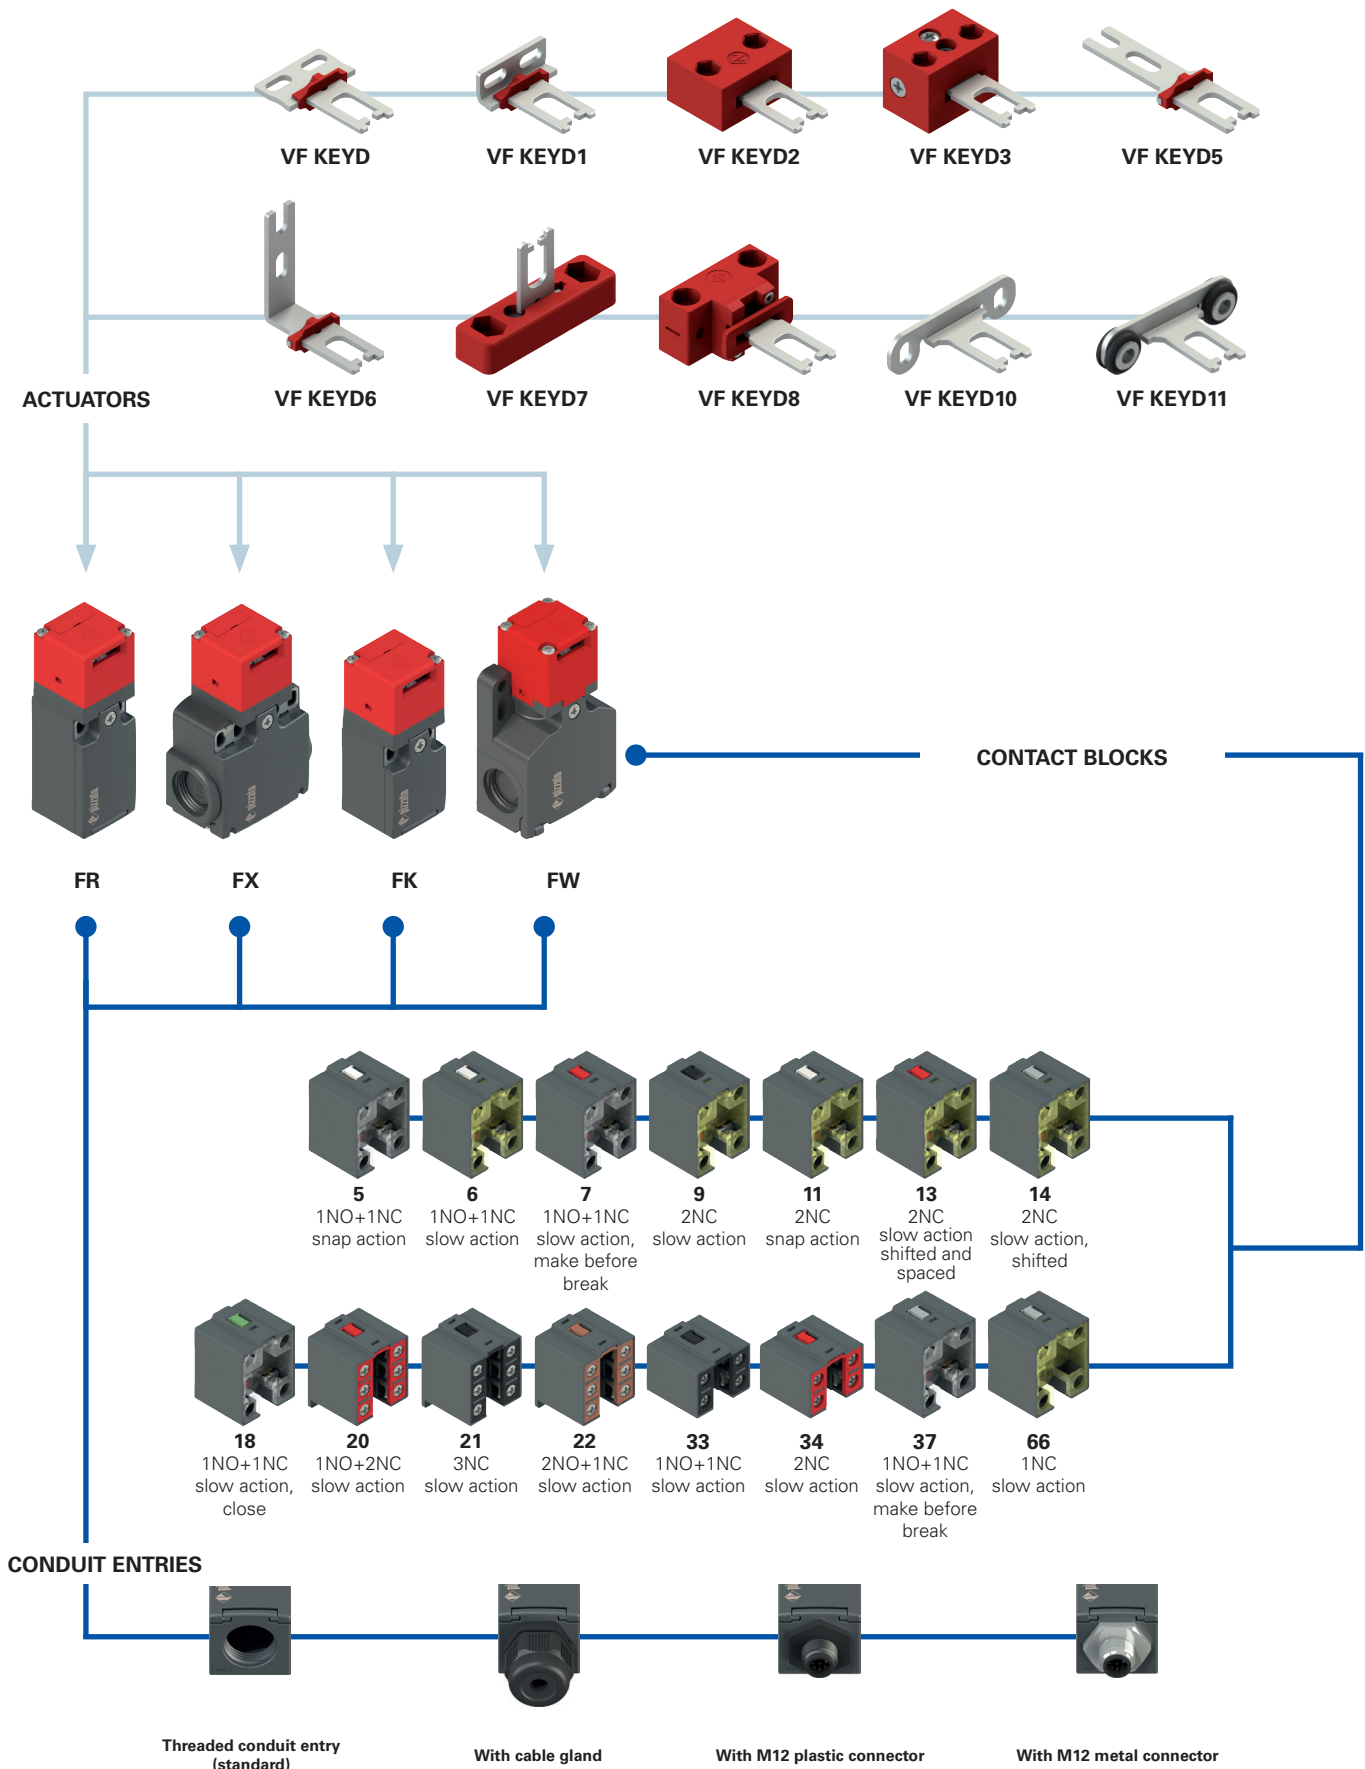 VF KEYD
VF KEYD1
VF KEYD2
VF KEYD3
VF KEYD5
VF KEYD6
VF KEYD7
VF KEYD8
VF KEYD10
VF KEYD11
ACTUATORS
pizzato
pizzato
pizzato
pizzato
CONTACT BLOCKS
FR
FX
FK
FW
5
1NO+1NC
snap action
6
1NO+1NC
slow action
7
1NO+1NC
slow action,
make before
break
9
2NC
slow action
11
2NC
snap action
13
2NC
slow action
shifted and
spaced
14
2NC
slow action,
shifted
18
1NO+1NC
slow action,
close
20
1NO+2NC
slow action
21
3NC
slow action
22
2NO+1NC
slow action
33
1NO+1NC
slow action
34
2NC
slow action
37
1NO+1NC
slow action,
make before
break
66
1NC
slow action
CONDUIT ENTRIES
Threaded conduit entry
(standard)
With cable gland
With M12 plastic connector
With M12 metal connector